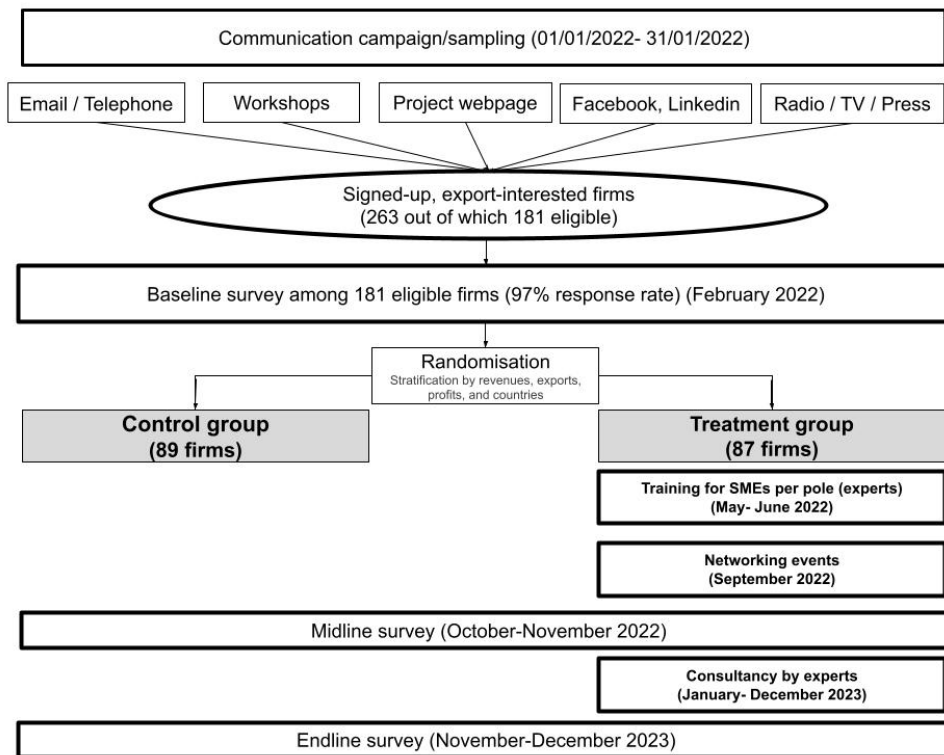 Communication campaign/sampling (01/01/2022- 31/01/2022)
Email / Telephone
Workshops
Project webpage
Facebook, Linkedin
Radio / TV / Press
Signed-up, export-interested firms
(263 out of which 181 eligible)
Baseline survey among 181 eligible firms (97% response rate) (February 2022)
Randomisation
Stratification by revenues, exports,
profits, and countries
Control group
(89 firms)
Treatment group
(87 firms)
Training for SMEs per pole (experts)
(May- June 2022)
Networking events
(September 2022)
Midline survey (October-November 2022)
Consultancy by experts
(January- December 2023)
Endline survey (November-December 2023)